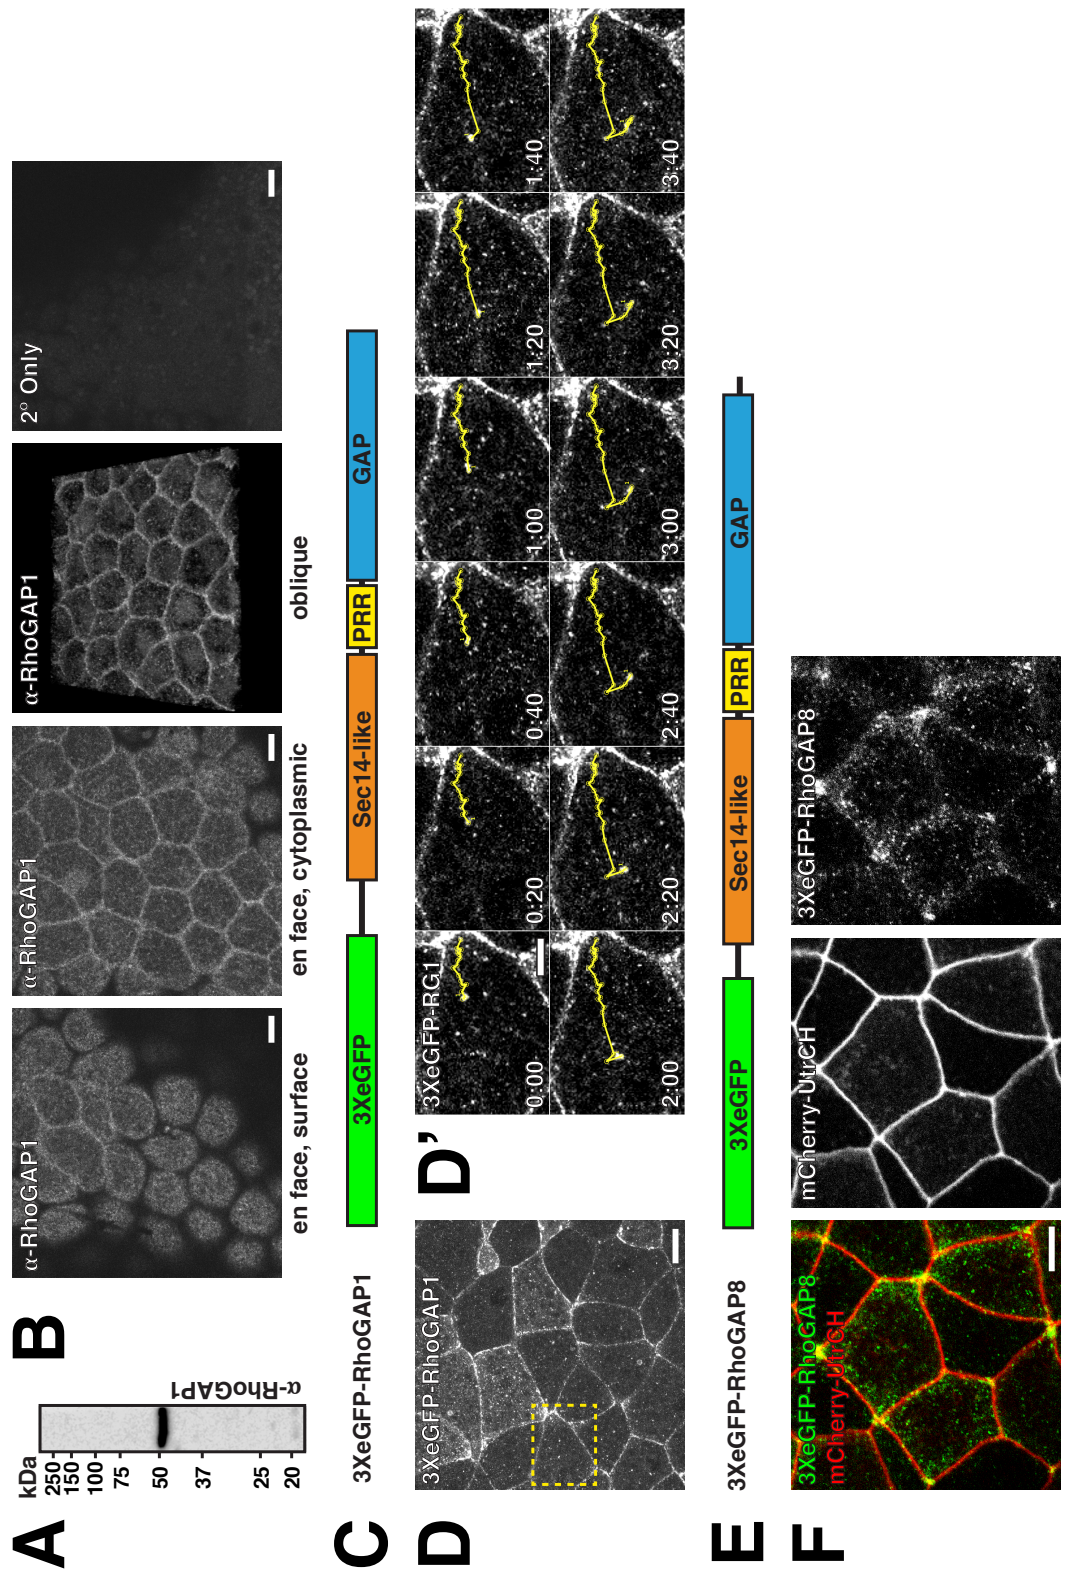 A
kDa
250
150
100
75
50
37
25
20
α-RhoGAP1
B
α-RhoGAP1
en face, surface
α-RhoGAP1
en face, cytoplasmic
α-RhoGAP1
oblique
2° Only
C
3XeGFP-RhoGAP1
3XeGFP
Sec14-like
PRR
GAP
D
3XeGFP-RhoGAP1
D’
3XeGFP-RG1
0:00
0:20
0:40
1:00
1:20
1:40
2:00
2:20
2:40
3:00
3:20
3:40
E
3XeGFP-RhoGAP8
3XeGFP
Sec14-like
PRR
GAP
F
3XeGFP-RhoGAP8
mCherry-UtrCH
mCherry-UtrCH
3XeGFP-RhoGAP8